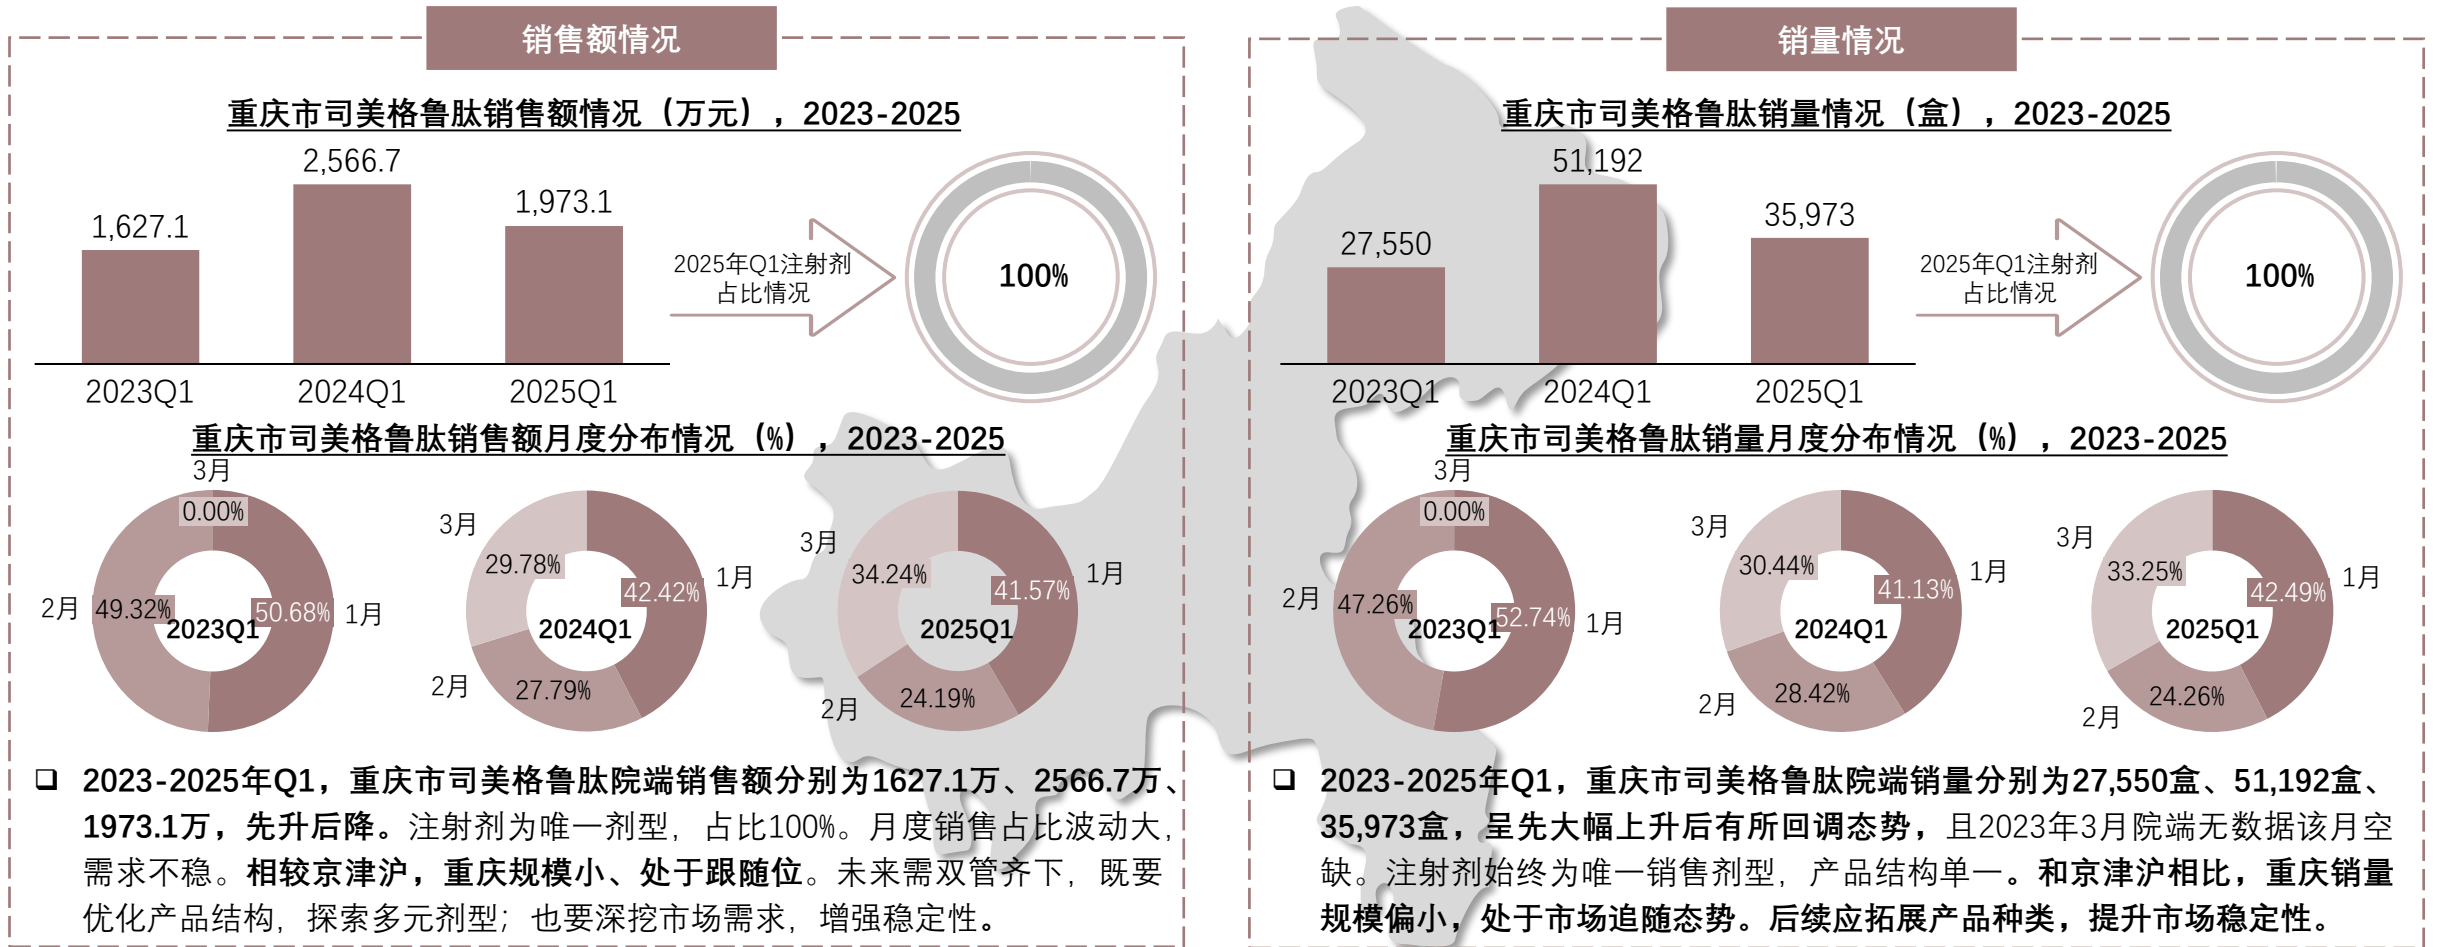 销售额情况
重庆市司美格鲁肽销售额情况（万元），2023-2025
2,566.7
1,973.1
1,627.1
2025年Q1注射剂
占比情况
100%
2023Q1
2024Q1
2025Q1
重庆市司美格鲁肽销售额月度分布情况（%），2023-2025
3月
0.00%
2月
49.32%
50.68%
1月
2023Q1
3月
29.78%
42.42%
1月
2024Q1
2月
27.79%
3月
34.24%
41.57%
1月
2025Q1
2月
24.19%
❑ 2023-2025年Q1，重庆市司美格鲁肽院端销售额分别为1627.1万、2566.7万、
1973.1万，先升后降。注射剂为唯一剂型，占比100%。月度销售占比波动大，
需求不稳。相较京津沪，重庆规模小、处于跟随位。未来需双管齐下，既要
优化产品结构，探索多元剂型；也要深挖市场需求，增强稳定性。
销量情况
重庆市司美格鲁肽销量情况（盒），2023-2025
51,192
35,973
27,550
2025年Q1注射剂
占比情况
100%
2023Q1
2024Q1
2025Q1
重庆市司美格鲁肽销量月度分布情况（%），2023-2025
3月
0.00%
2月
47.26%
52.74%
1月
2023Q1
3月
30.44%
41.13%
1月
2024Q1
2月
28.42%
3月
33.25%
42.49%
1月
2025Q1
2月
24.26%
❑ 2023-2025年Q1，重庆市司美格鲁肽院端销量分别为27,550盒、51,192盒、
35,973盒，呈先大幅上升后有所回调态势，且2023年3月院端无数据该月空
缺。注射剂始终为唯一销售剂型，产品结构单一。和京津沪相比，重庆销量
规模偏小，处于市场追随态势。后续应拓展产品种类，提升市场稳定性。